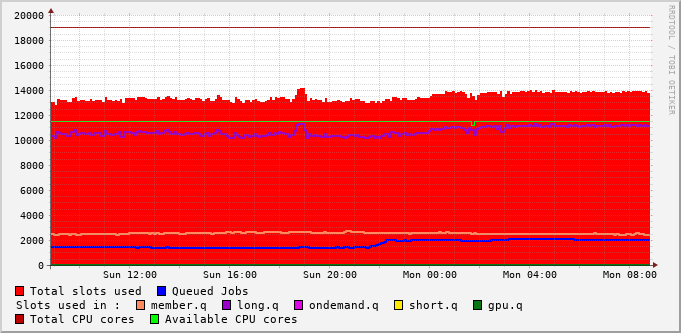 20000
18000
16000
14000
12000
10000
8000
6000
4000
2000
0
Sun 12:00 Sun 16:00 Sun 20:00 Mon 00:00 Mon 04:00 Mon 08:00
RRDTOOL / TOBI OETIKER
Total slots used Queued Jobs
Slots used in : member.q long.q ondemand.q short.q gpu.q
Total CPU cores Available CPU cores